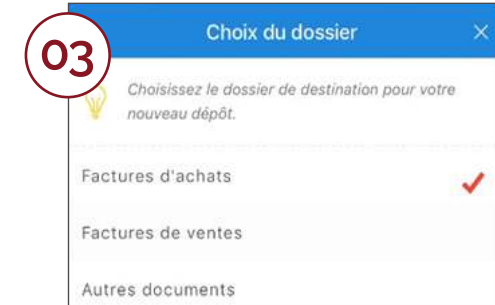 03
Choix du dossier
Choisissez le dossier de destination pour votre
nouveau dépôt.
Factures d'achats
Factures de ventes
Autres documents